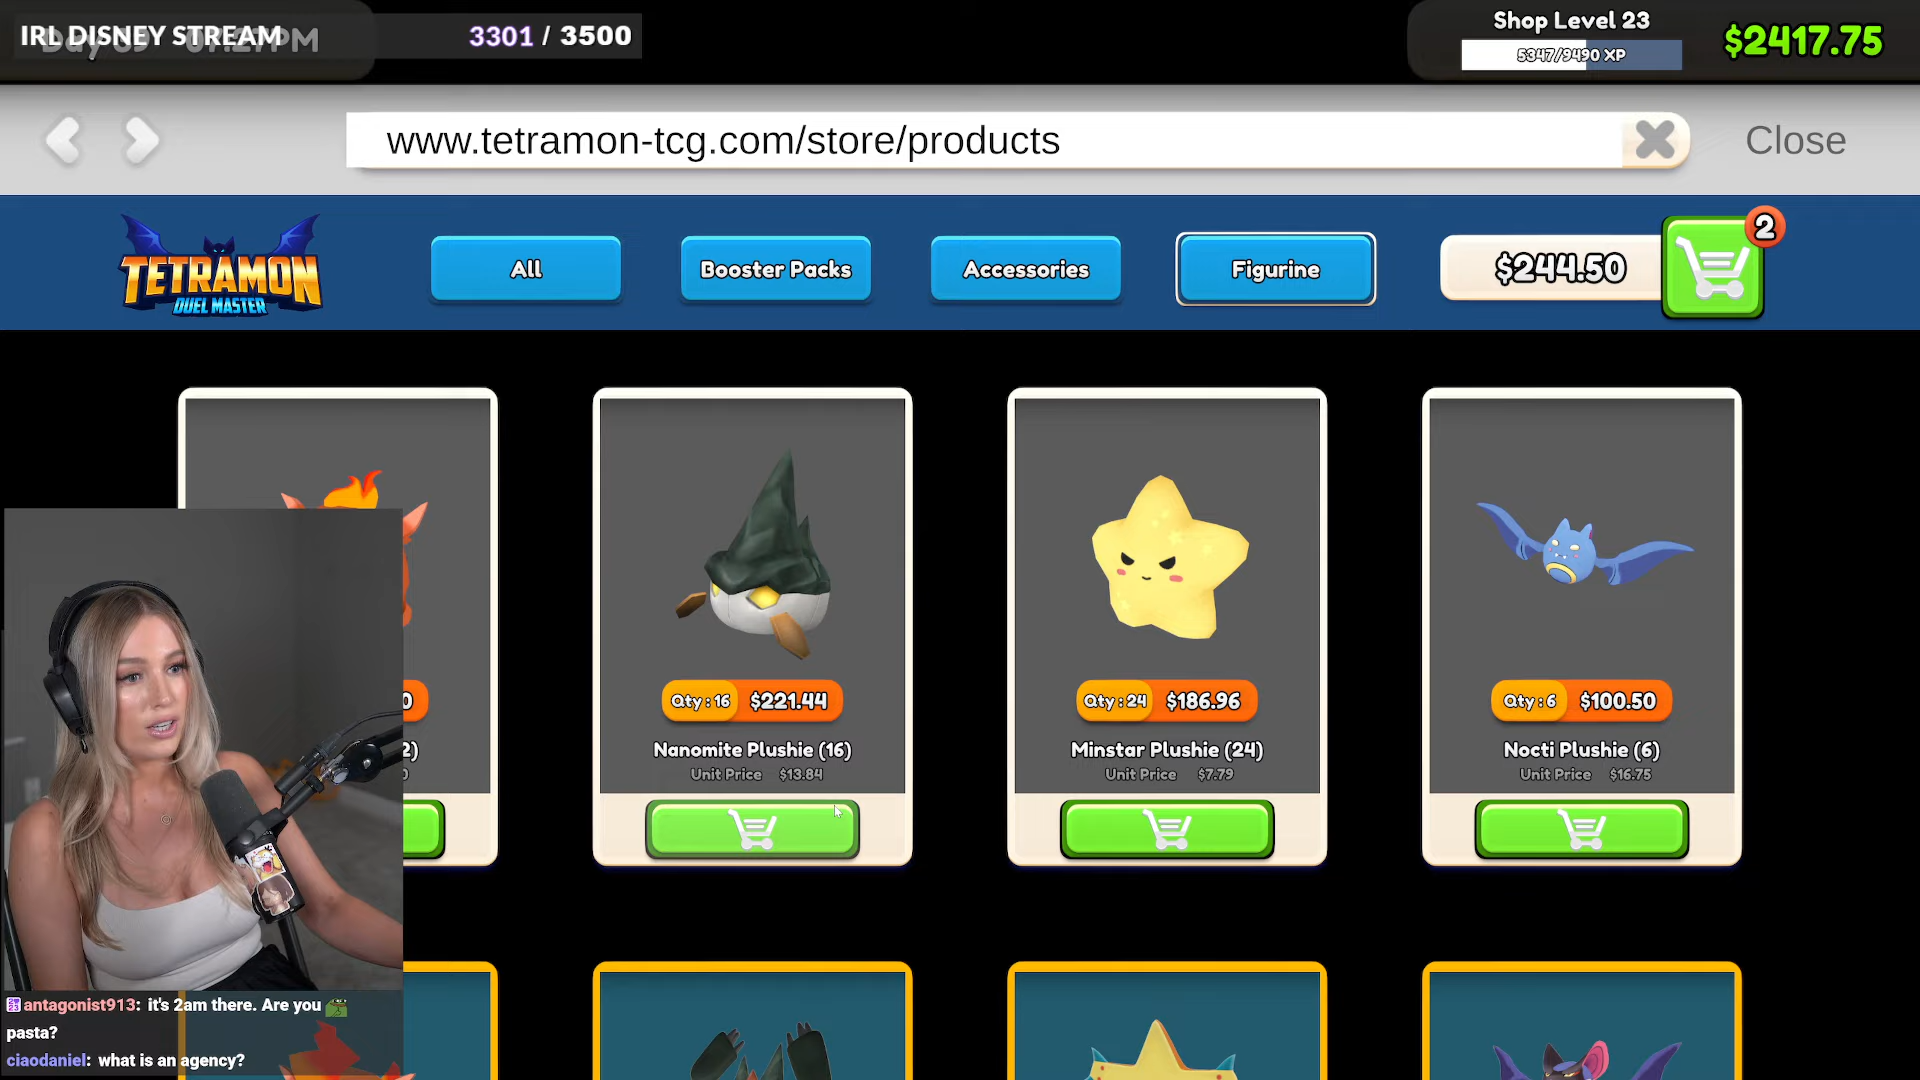 IRL DISNEY STREAM
3301 / 3500
Shop Level 23
5347/9490 XP
$2417.75
www.tetramon-tcg.com/store/products
Close
TETRAMON
DUEL MASTER
All
Booster Packs
Accessories
Figurine
$244.50
2
0
2)
0
Qty : 16 $221.44
Nanomite Plushie (16)
Unit Price $13.84
Qty : 24 $186.96
Minstar Plushie (24)
Unit Price $7.79
Qty : 6 $100.50
Nocti Plushie (6)
Unit Price $16.75
antagonist913: it's 2am there. Are you
pasta?
ciaodaniel: what is an agency?